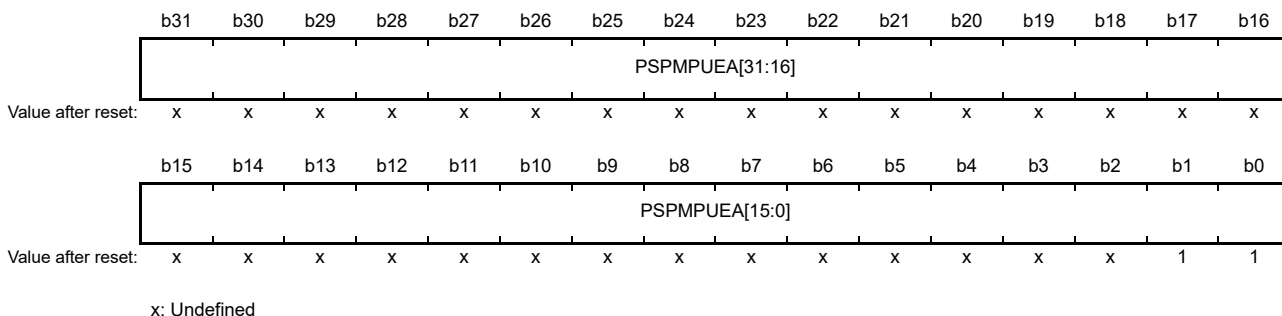 b31 b30 b29 b28 b27 b26 b25 b24 b23 b22 b21 b20 b19 b18 b17 b16
PSPMPUEA[31:16]
Value after reset: x x x x x x x x x x x x x x x x
b15 b14 b13 b12 b11 b10 b9 b8 b7 b6 b5 b4 b3 b2 b1 b0
PSPMPUEA[15:0]
Value after reset: x x x x x x x x x x x x x x 1 1
x: Undefined